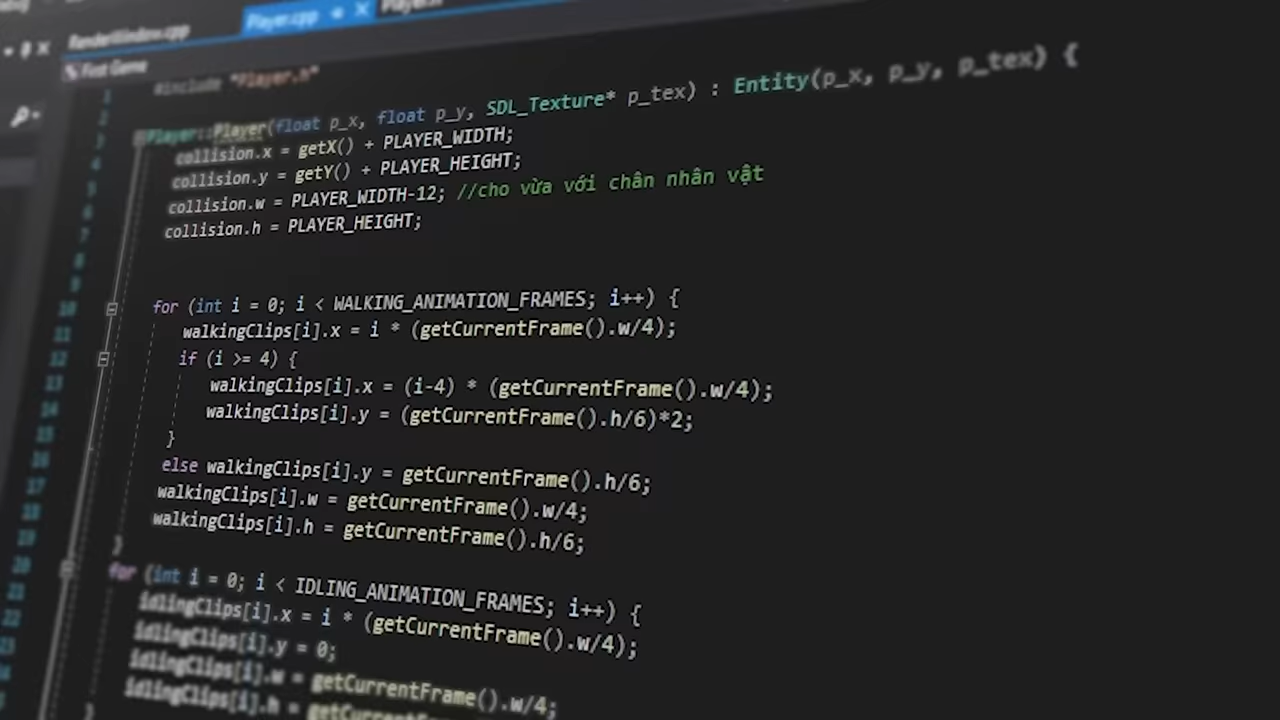 RenderWindow.cpp
Player.cpp
Player.h
First Game
#include "Player.h"
Player::Player(float p_x, float p_y, SDL_Texture* p_tex) : Entity(p_x, p_y, p_tex) {
collision.x = getX() + PLAYER_WIDTH;
collision.y = getY() + PLAYER_HEIGHT;
collision.w = PLAYER_WIDTH-12; //cho vừa với chân nhân vật
collision.h = PLAYER_HEIGHT;
for (int i = 0; i < WALKING_ANIMATION_FRAMES; i++) {
walkingClips[i].x = i * (getCurrentFrame().w/4);
if (i >= 4) {
walkingClips[i].x = (i-4) * (getCurrentFrame().w/4);
walkingClips[i].y = (getCurrentFrame().h/6)*2;
}
else walkingClips[i].y = getCurrentFrame().h/6;
walkingClips[i].w = getCurrentFrame().w/4;
walkingClips[i].h = getCurrentFrame().h/6;
}
for (int i = 0; i < IDLING_ANIMATION_FRAMES; i++) {
idlingClips[i].x = i * (getCurrentFrame().w/4);
idlingClips[i].y = 0;
idlingClips[i].w = getCurrentFrame().w/4;
idlingClips[i].h = getCurrentFrame
}